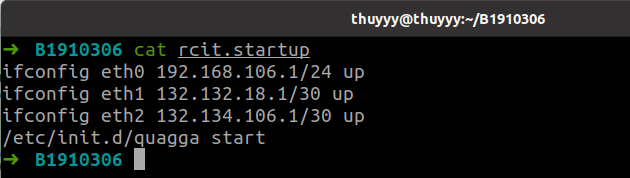 thuyyy@thuyyy:~/B1910306
➜ B1910306 cat rcit.startup
ifconfig eth0 192.168.106.1/24 up
ifconfig eth1 132.132.18.1/30 up
ifconfig eth2 132.134.106.1/30 up
/etc/init.d/quagga start
➜ B1910306